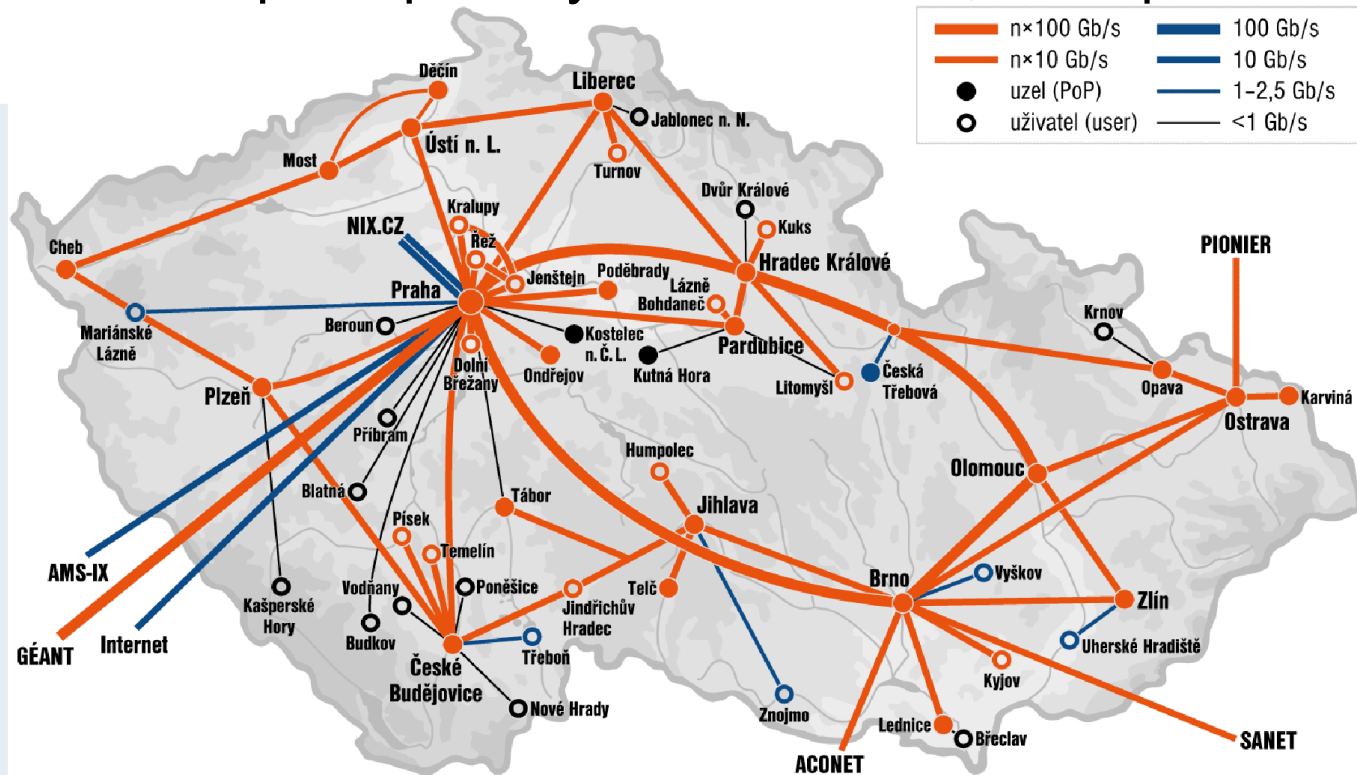 n×100 Gb/s
100 Gb/s
n×10 Gb/s
10 Gb/s
uzel (PoP)
1–2,5 Gb/s
uživatel (user)
<1 Gb/s
Děčín
Liberec
Jablonec n. N.
Ústí n. L.
Most
Turnov
Dvůr Králové
Kralupy
Kuks
NIX.CZ
Řež
PIONIER
Cheb
Hradec Králové
Jenštejn
Poděbrady
Praha
Lázně
Bohdaneč
Krnov
Beroun
Mariánské
Lázně
Kostelec
n. Č. L.
Pardubice
Dolní
Břežany
Ondřejov
Kutná Hora
Litomyšl
Česká
Třebová
Opava
Plzeň
Karviná
Ostrava
Příbram
Humpolec
Olomouc
Blatná
Tábor
Jihlava
Písek
Temelín
AMS-IX
Vyškov
Brno
Vodňany
Poněšice
Telč
Zlín
Kašperské
Hory
Jindřichův
Hradec
Internet
Budkov
GÉANT
Třeboň
Uherské Hradiště
České
Budějovice
Kyjov
Nové Hrady
Znojmo
Lednice
Břeclav
SANET
ACONET